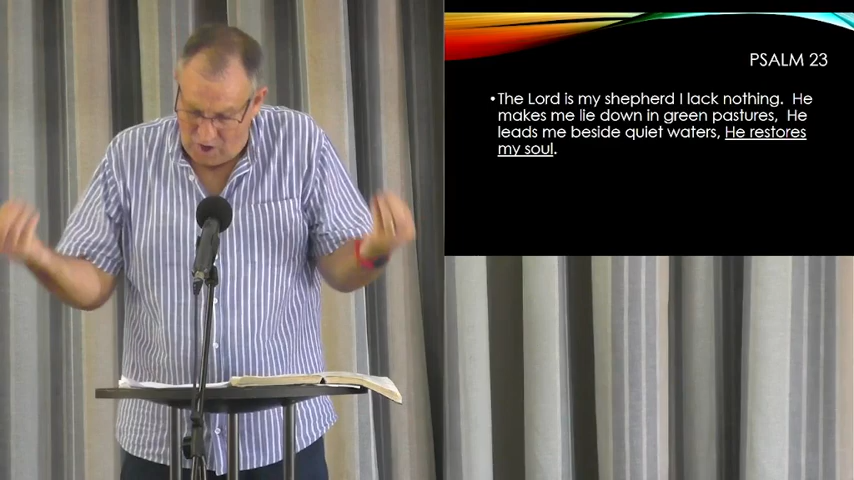 PSALM 23
•The Lord is my shepherd I lack nothing.  He
makes me lie down in green pastures,  He
leads me beside quiet waters, He restores
my soul.